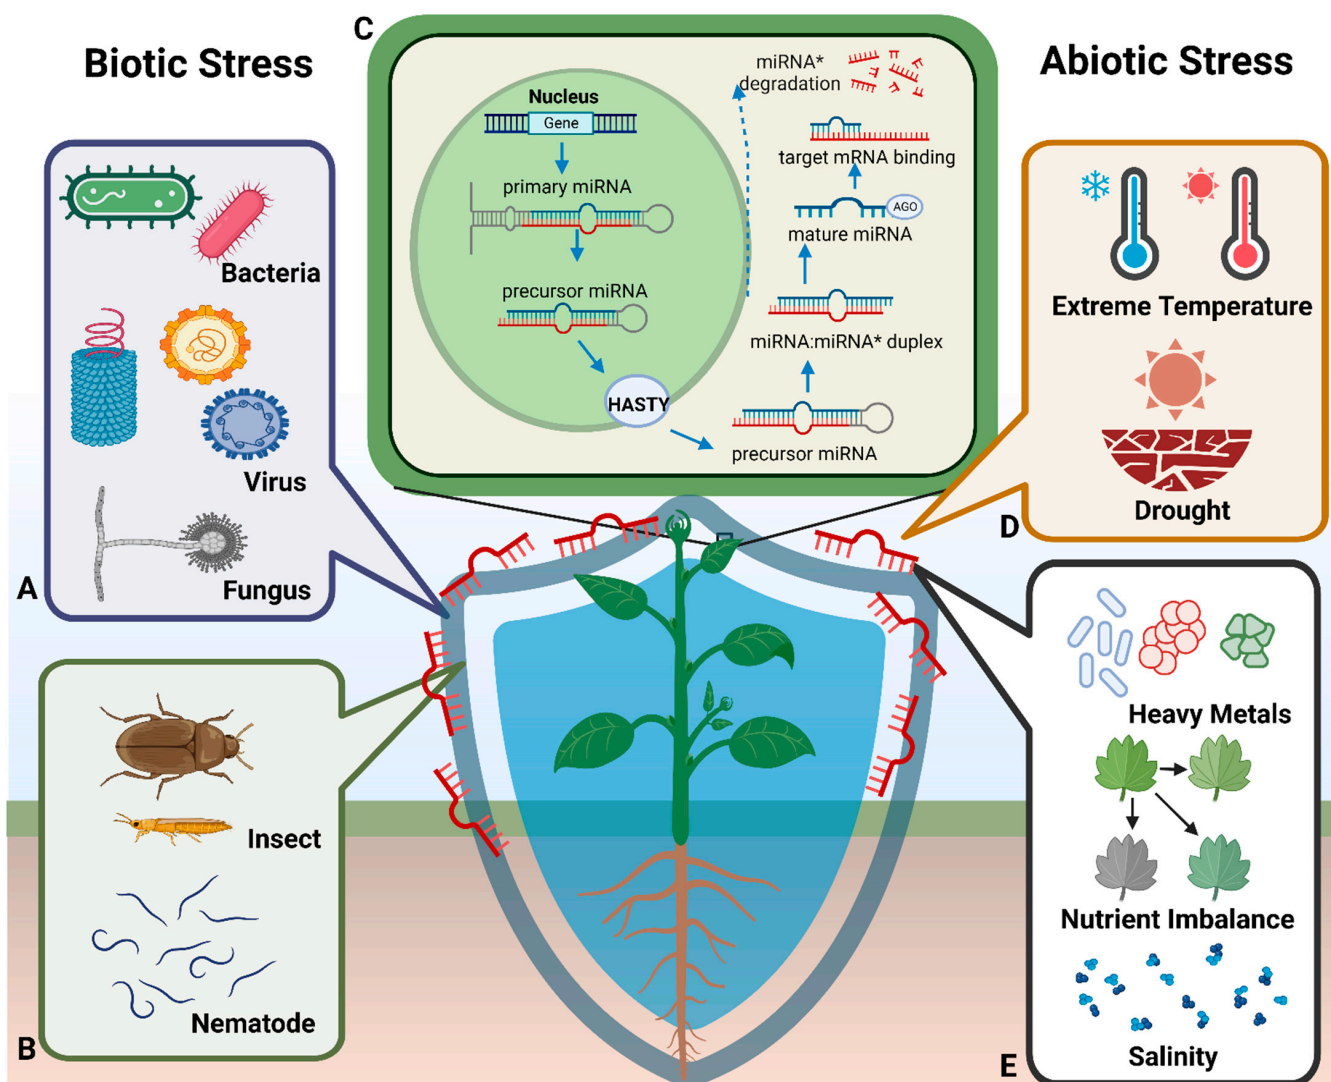 Biotic Stress
A
Bacteria
Virus
Fungus
B
Insect
Nematode
C
Nucleus
Gene
primary miRNA
precursor miRNA
HASTY
precursor miRNA
miRNA:miRNA* duplex
mature miRNA
AGO
target mRNA binding
miRNA*
degradation
Abiotic Stress
D
Extreme Temperature
Drought
E
Heavy Metals
Nutrient Imbalance
Salinity